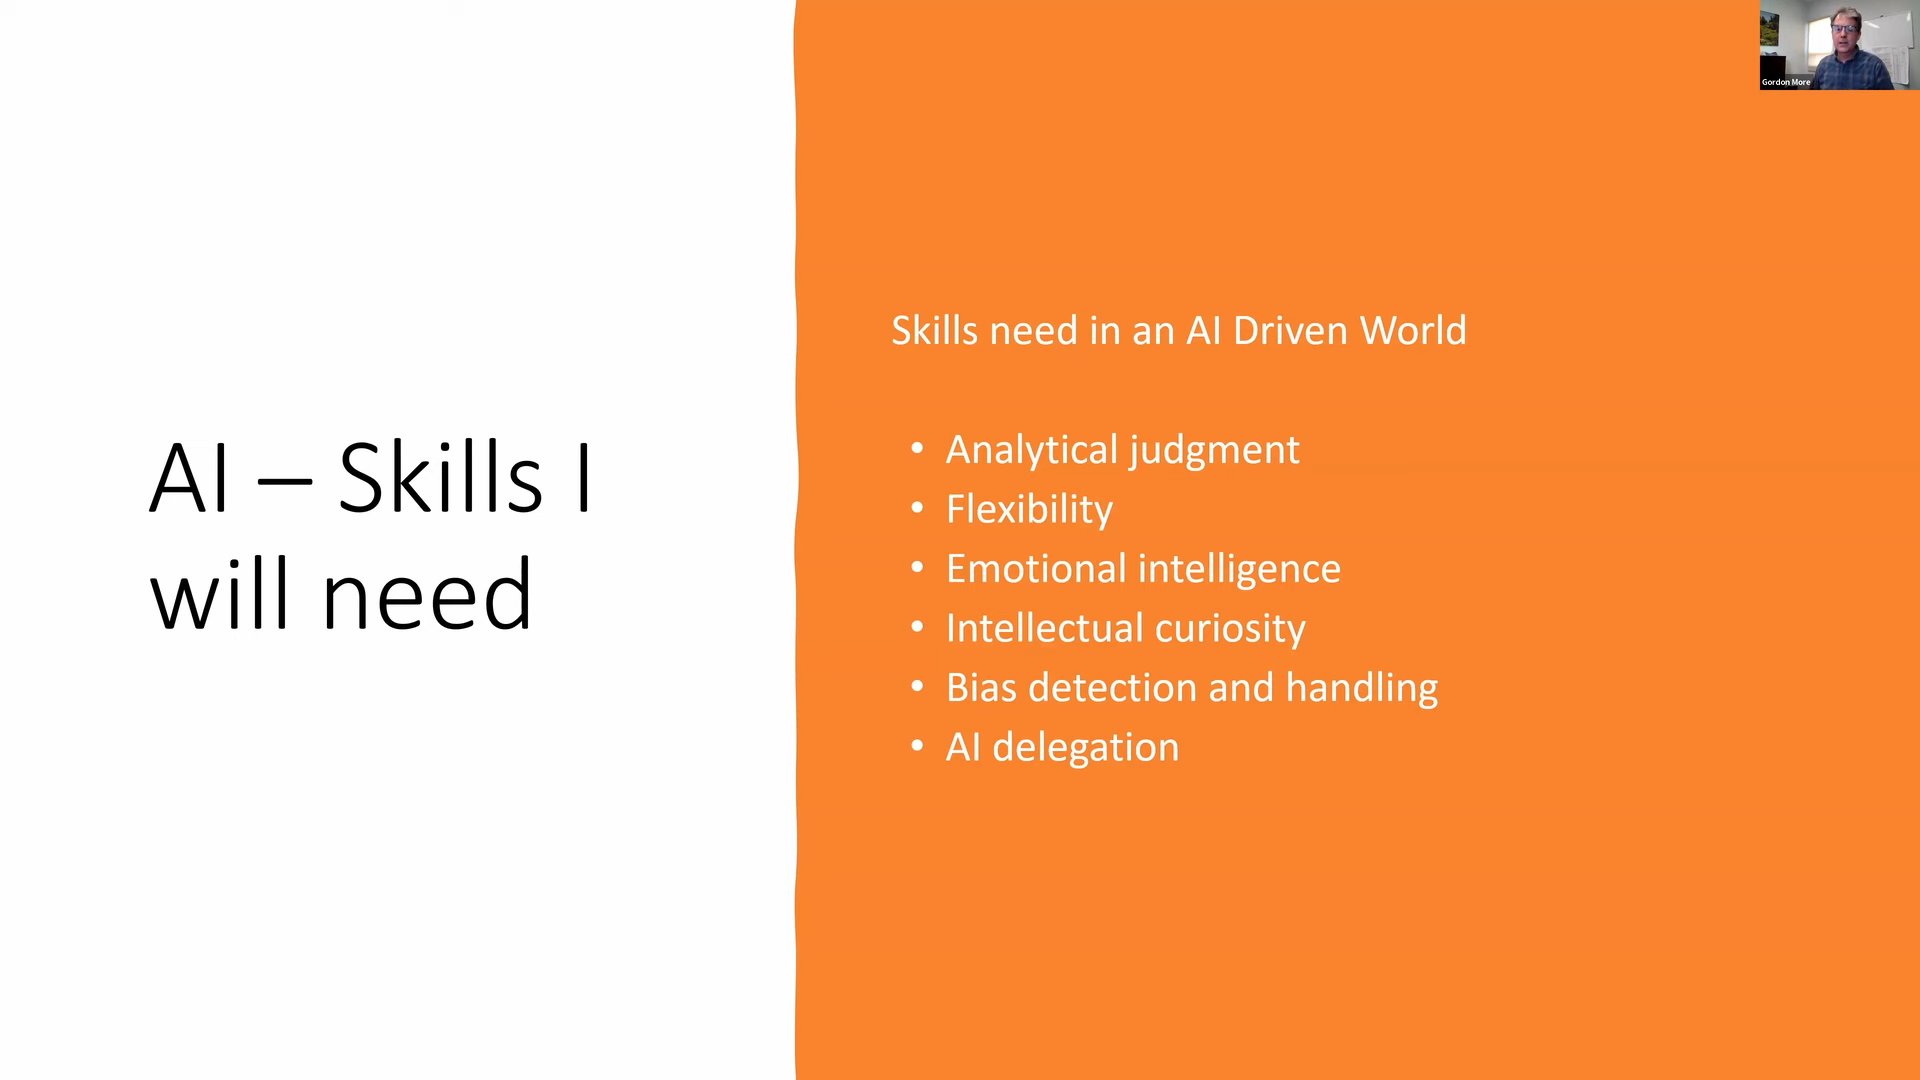 AI – Skills I
will need
Skills need in an AI Driven World
• Analytical judgment
• Flexibility
• Emotional intelligence
• Intellectual curiosity
• Bias detection and handling
• AI delegation
Gordon More